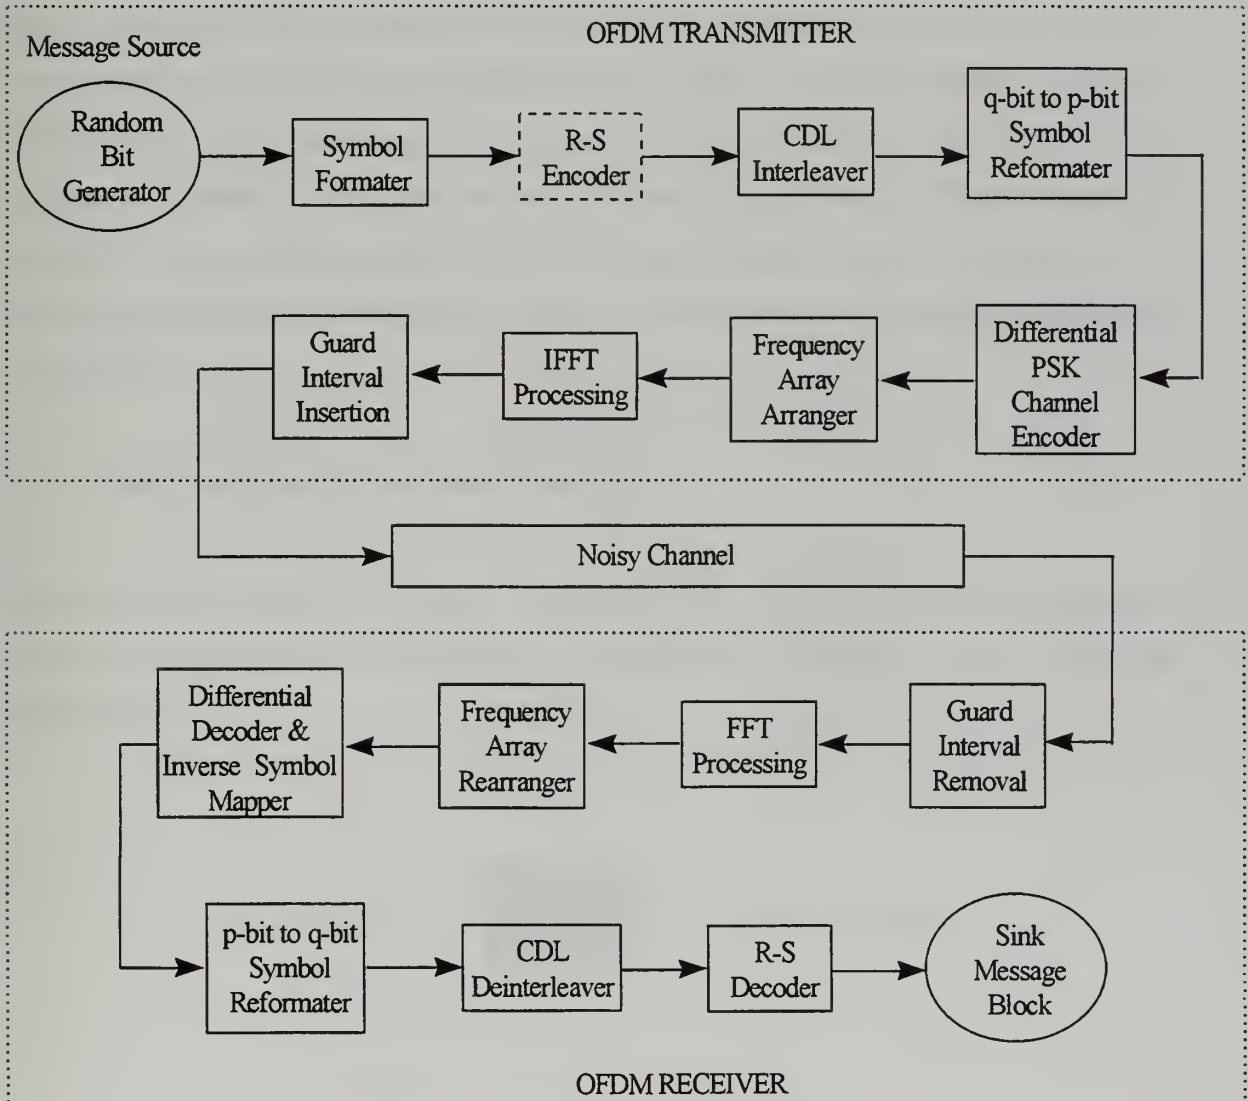 OFDM TRANSMITTER
Message Source
Random
Bit
Generator
Symbol
Formater
R-S
Encoder
CDL
Interleaver
q-bit to p-bit
Symbol
Reformater
Differential
PSK
Channel
Encoder
Frequency
Array
Arranger
IFFT
Processing
Guard
Interval
Insertion
Noisy Channel
Guard
Interval
Removal
FFT
Processing
Frequency
Array
Rearranger
Differential
Decoder &
Inverse Symbol
Mapper
p-bit to q-bit
Symbol
Reformater
CDL
Deinterleaver
R-S
Decoder
Sink
Message
Block
OFDM RECEIVER